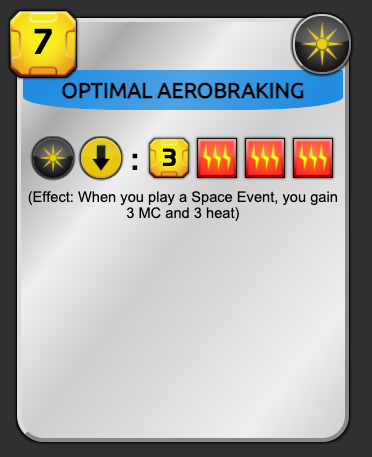 7
OPTIMAL AEROBRAKING
: 3
(Effect: When you play a Space Event, you gain
3 MC and 3 heat)